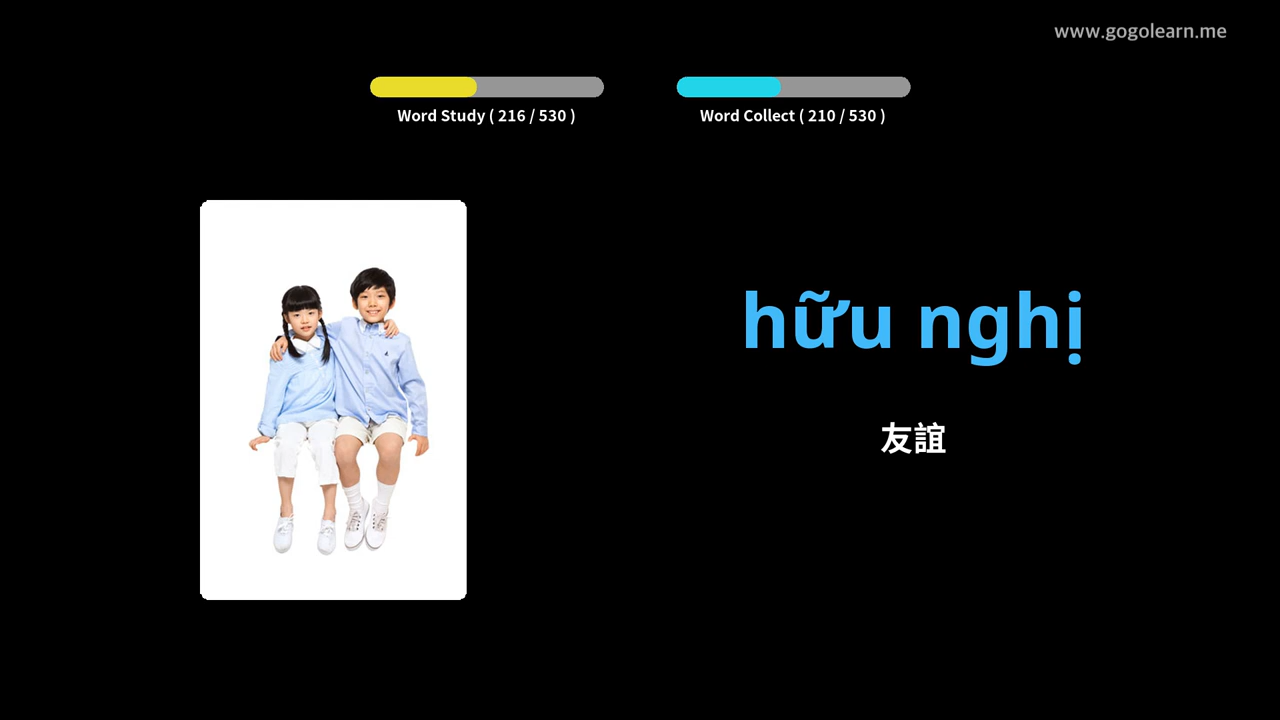 www.gogolearn.me
Word Study ( 216 / 530 )
Word Collect ( 210 / 530 )
hữu nghị
友誼